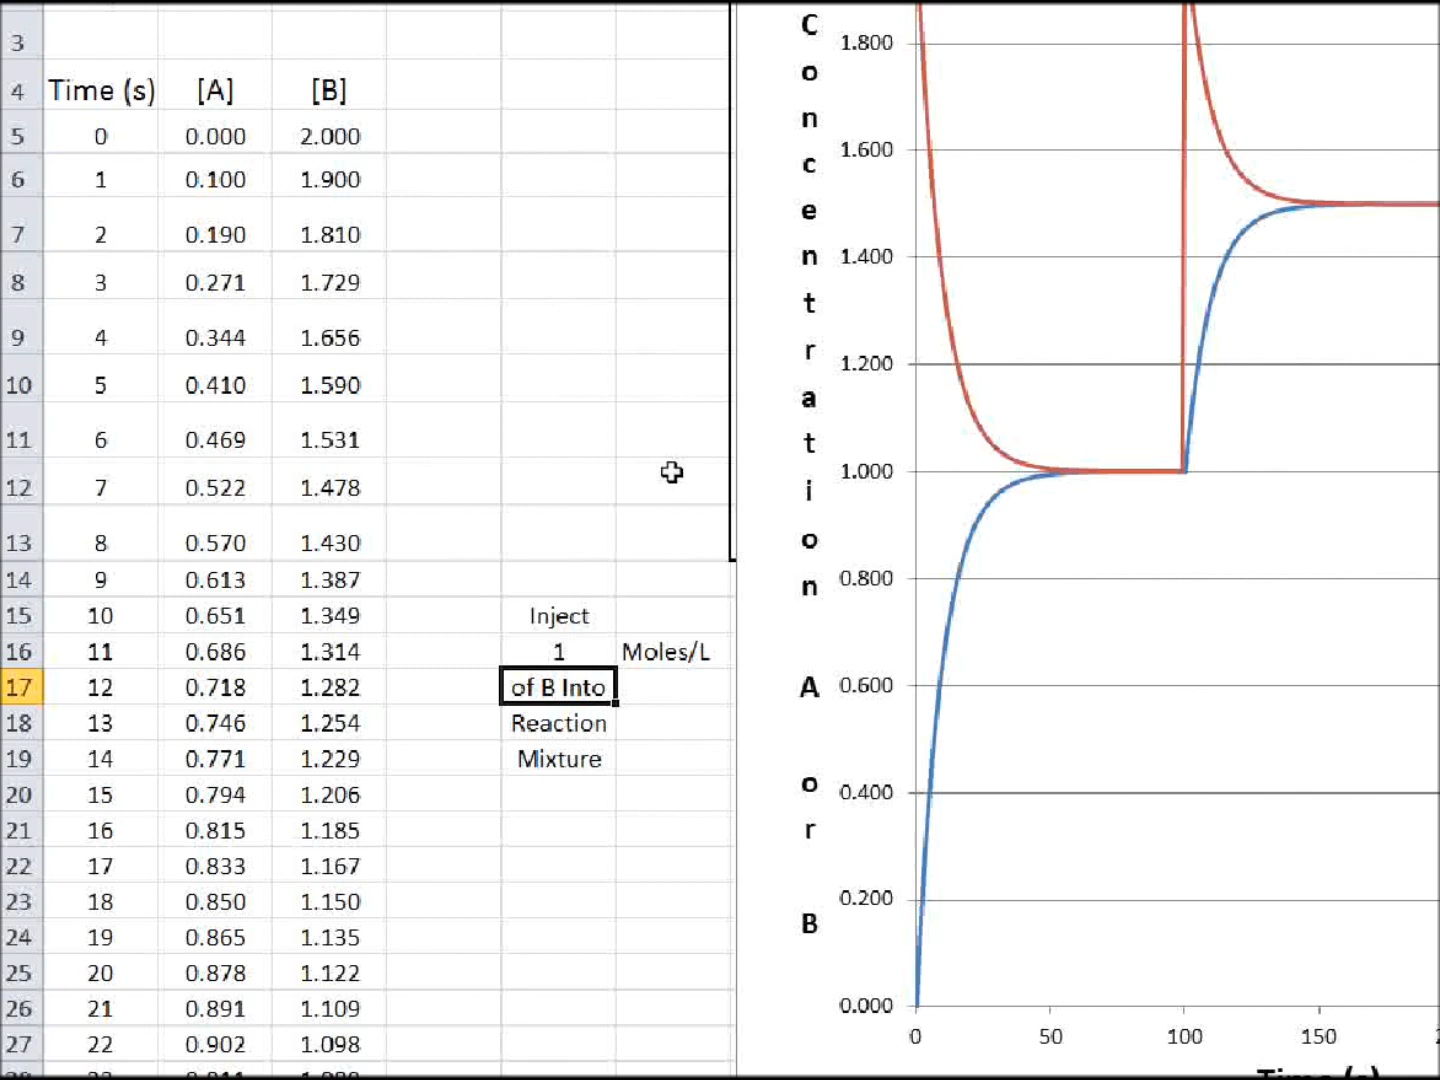 3
4 Time (s) [A] [B]
5 0 0.000 2.000
6 1 0.100 1.900
7 2 0.190 1.810
8 3 0.271 1.729
9 4 0.344 1.656
10 5 0.410 1.590
11 6 0.469 1.531
12 7 0.522 1.478
13 8 0.570 1.430
14 9 0.613 1.387
15 10 0.651 1.349 Inject
16 11 0.686 1.314 1 Moles/L
17 12 0.718 1.282 of B Into
18 13 0.746 1.254 Reaction
19 14 0.771 1.229 Mixture
20 15 0.794 1.206
21 16 0.815 1.185
22 17 0.833 1.167
23 18 0.850 1.150
24 19 0.865 1.135
25 20 0.878 1.122
26 21 0.891 1.109
27 22 0.902 1.098
Concentration A or B
1.800
1.600
1.400
1.200
1.000
0.800
0.600
0.400
0.200
0.000
0 50 100 150
Time (s)